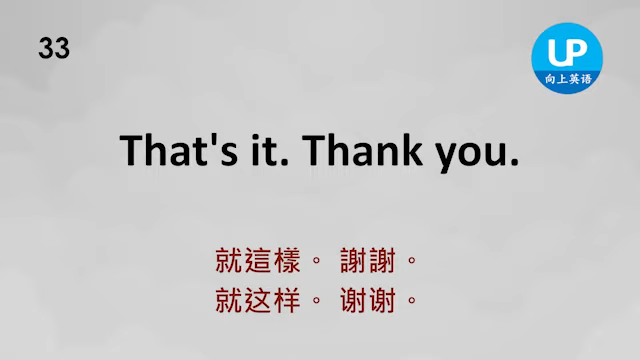 33
UP
向上英语
That's it. Thank you.
就這樣。 謝謝。
就这样。 谢谢。